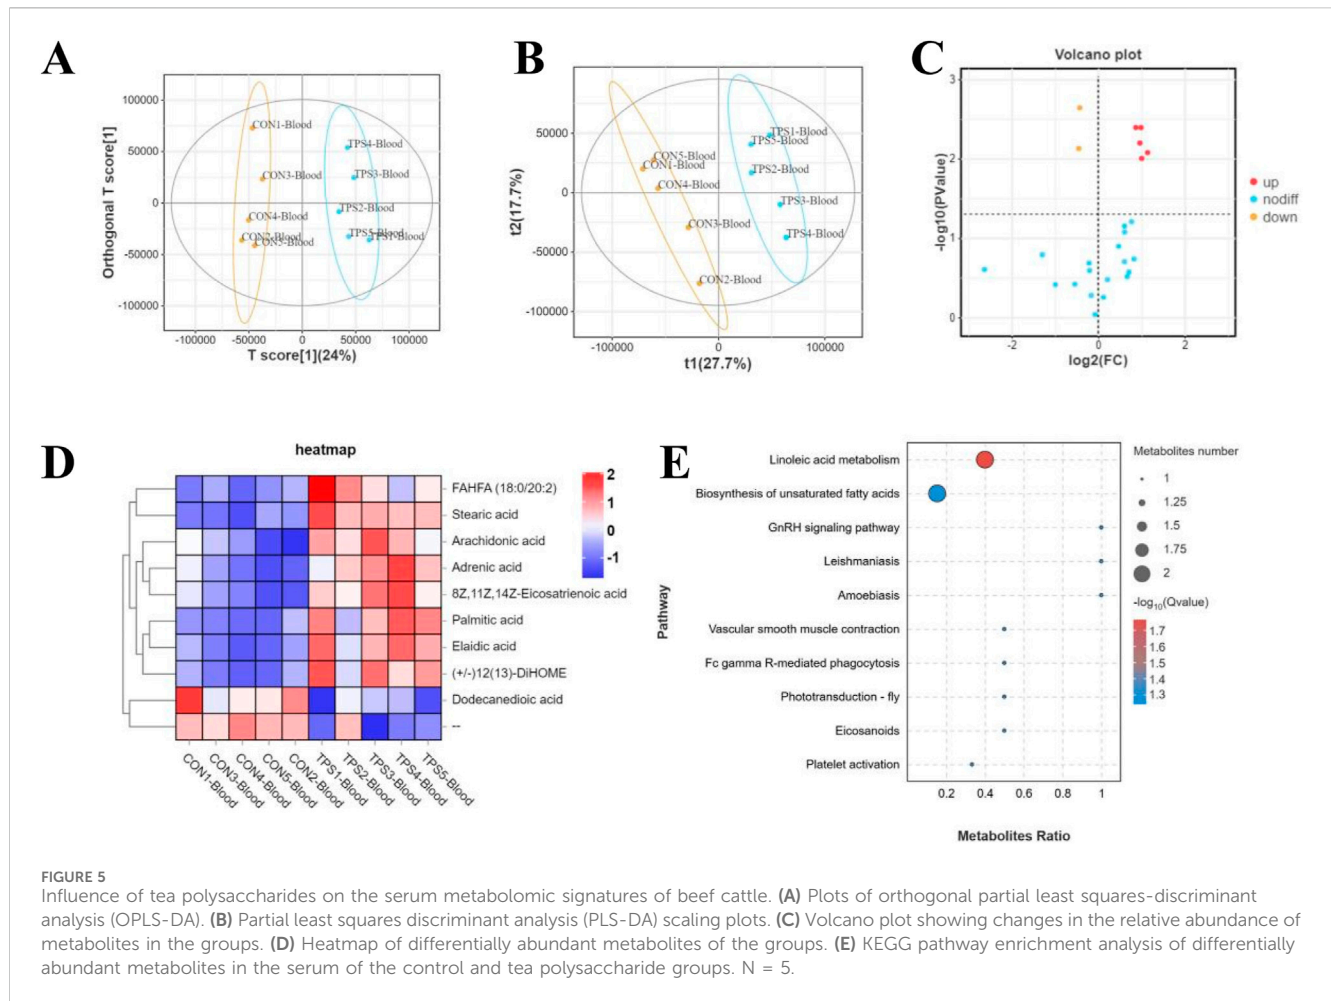 A
100000
50000
0
-50000
-100000
Orthogonal T score[1]
CON1-Blood
CON3-Blood
CON4-Blood
CON2-Blood
CON5-Blood
TPS4-Blood
TPS3-Blood
TPS2-Blood
TPS5-Blood
TPS1-Blood
-100000 -50000 0 50000 100000
T score[1](24%)
B
50000
0
-50000
-100000
t2(17.7%)
CON5-Blood
CON1-Blood
CON4-Blood
CON3-Blood
CON2-Blood
TPS1-Blood
TPS5-Blood
TPS2-Blood
TPS3-Blood
TPS4-Blood
-100000 0 100000
t1(27.7%)
C
Volcano plot
3
2
1
0
-log10(PValue)
-2 0 2
log2(FC)
up
nodiff
down
D
heatmap
FAHFA (18:0/20:2)
Stearic acid
Arachidonic acid
Adrenic acid
8Z,11Z,14Z-Eicosatrienoic acid
Palmitic acid
Elaidic acid
(+/-)12(13)-DiHOME
Dodecanedioic acid
--
2
1
0
-1
CON1-Blood
CON3-Blood
CON4-Blood
CON5-Blood
CON2-Blood
TPS1-Blood
TPS2-Blood
TPS3-Blood
TPS4-Blood
TPS5-Blood
E
Pathway
Linoleic acid metabolism
Biosynthesis of unsaturated fatty acids
GnRH signaling pathway
Leishmaniasis
Amoebiasis
Vascular smooth muscle contraction
Fc gamma R-mediated phagocytosis
Phototransduction - fly
Eicosanoids
Platelet activation
0.2 0.4 0.6 0.8 1
Metabolites Ratio
Metabolites number
1
1.25
1.5
1.75
2
-log10(Qvalue)
1.7
1.6
1.5
1.4
1.3
FIGURE 5
Influence of tea polysaccharides on the serum metabolomic signatures of beef cattle. (A) Plots of orthogonal partial least squares-discriminant
analysis (OPLS-DA). (B) Partial least squares discriminant analysis (PLS-DA) scaling plots. (C) Volcano plot showing changes in the relative abundance of
metabolites in the groups. (D) Heatmap of differentially abundant metabolites of the groups. (E) KEGG pathway enrichment analysis of differentially
abundant metabolites in the serum of the control and tea polysaccharide groups. N = 5.